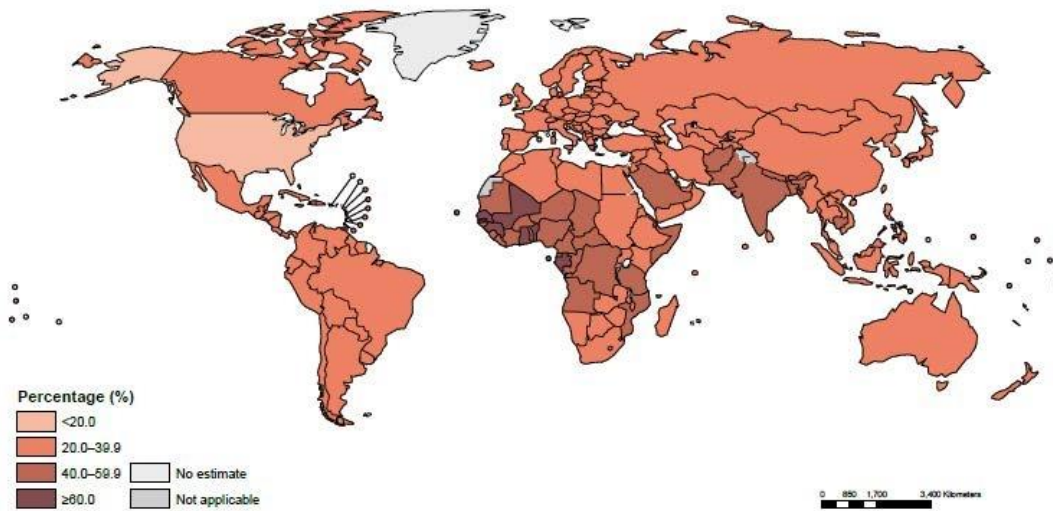 Percentage (%)
<20.0
20.0–39.9
40.0–59.9
≥60.0
No estimate
Not applicable
0 850 1,700 3,400 Kilometers